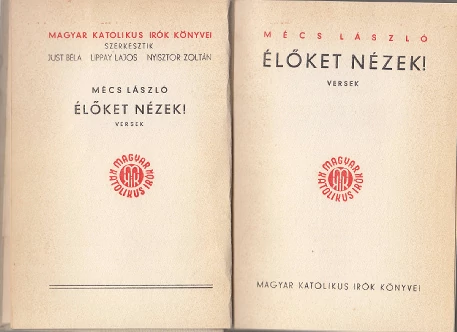 MAGYAR KATOLIKUS IRÓK KÖNYVEI
SZERKESZTIK
JUST BÉLA LIPPAY LAJOS NYISZTOR ZOLTÁN
MÉCS LÁSZLÓ
ÉLŐKET NÉZEK!
VERSEK
MAGYAR KATOLIKUS IRÓK
MÉCS LÁSZLÓ
ÉLŐKET NÉZEK!
VERSEK
MAGYAR KATOLIKUS IRÓK
MAGYAR KATOLIKUS IRÓK KÖNYVEI